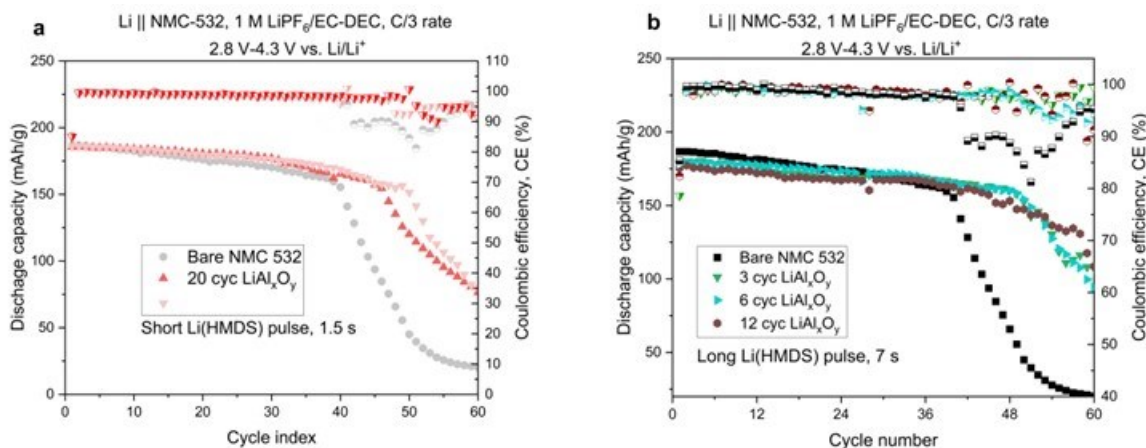 a
Li || NMC-532, 1 M LiPF6/EC-DEC, C/3 rate
2.8 V-4.3 V vs. Li/Li+
250
200
150
100
50
0
Dischage capacity (mAh/g)
110
100
90
80
70
60
50
40
30
20
10
0
Coulombic efficiency, CE (%)
Bare NMC 532
20 cyc LiAlxOy
Short Li(HMDS) pulse, 1.5 s
0 10 20 30 40 50 60
Cycle index
b
Li || NMC-532, 1 M LiPF6/EC-DEC, C/3 rate
2.8 V-4.3 V vs. Li/Li+
250
200
150
100
50
Discharge caapcity (mAh/g)
100
90
80
70
60
50
40
Coulombic efficiency, CE (%)
Bare NMC 532
3 cyc LiAlxOy
6 cyc LiAlxOy
12 cyc LiAlxOy
Long Li(HMDS) pulse, 7 s
0 12 24 36 48 60
Cycle number